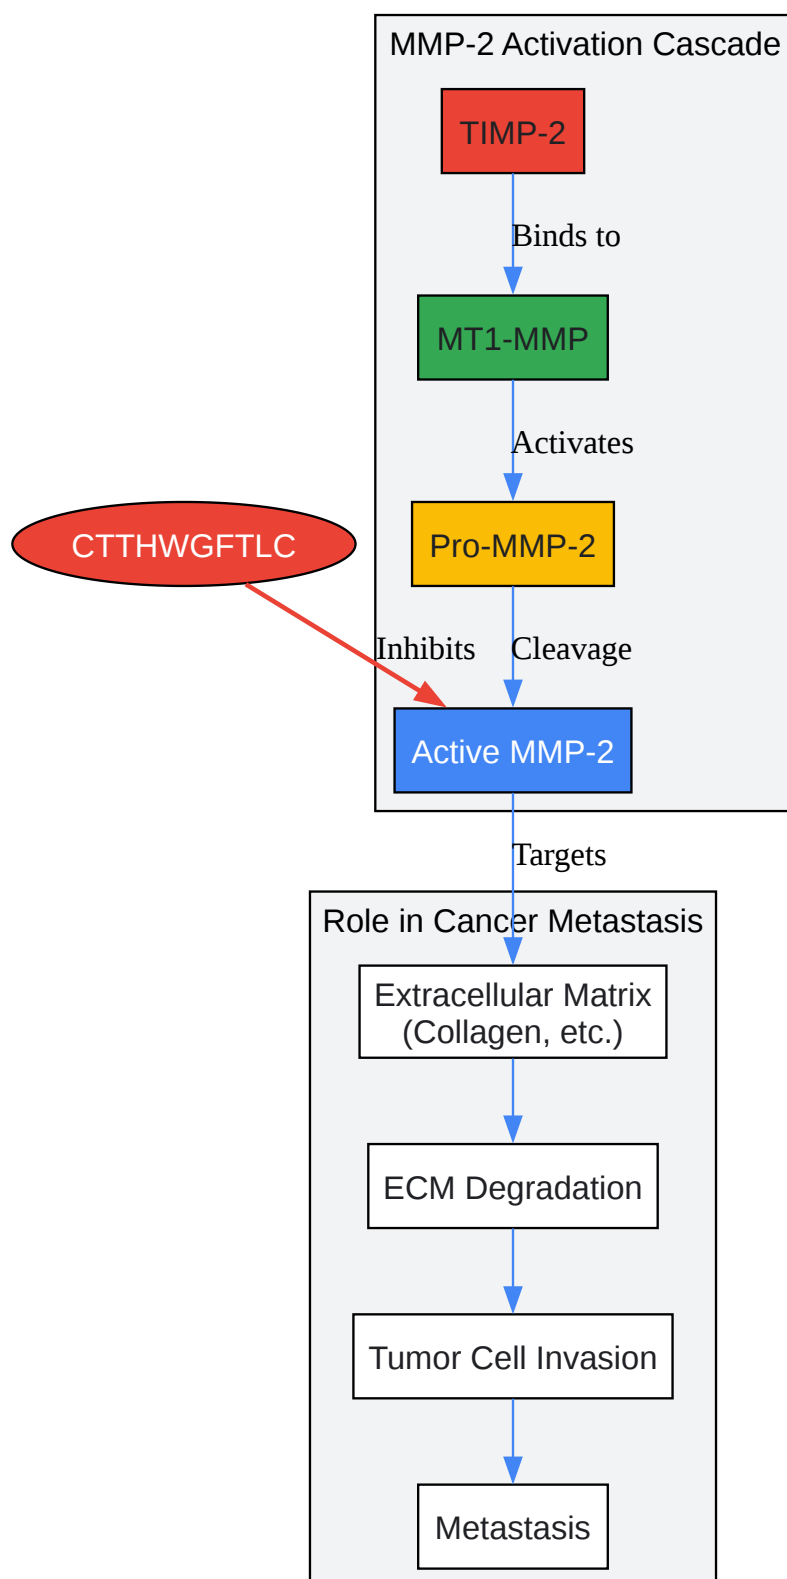 MMP-2 Activation Cascade
TIMP-2
Binds to
MT1-MMP
Activates
CTTHWGFTLC
Pro-MMP-2
Inhibits
Cleavage
Active MMP-2
Targets
Role in Cancer Metastasis
Extracellular Matrix
(Collagen, etc.)
ECM Degradation
Tumor Cell Invasion
Metastasis